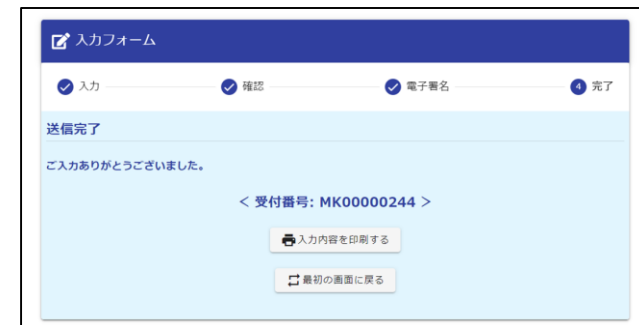 入力フォーム
入力 確認 電子署名 4 完了
送信完了
ご入力ありがとうございました。
< 受付番号: MK00000244 >
入力内容を印刷する
最初の画面に戻る